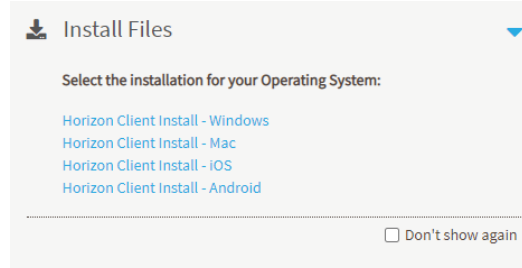 Install Files
Select the installation for your Operating System:
Horizon Client Install - Windows
Horizon Client Install - Mac
Horizon Client Install - iOS
Horizon Client Install - Android
Don't show again